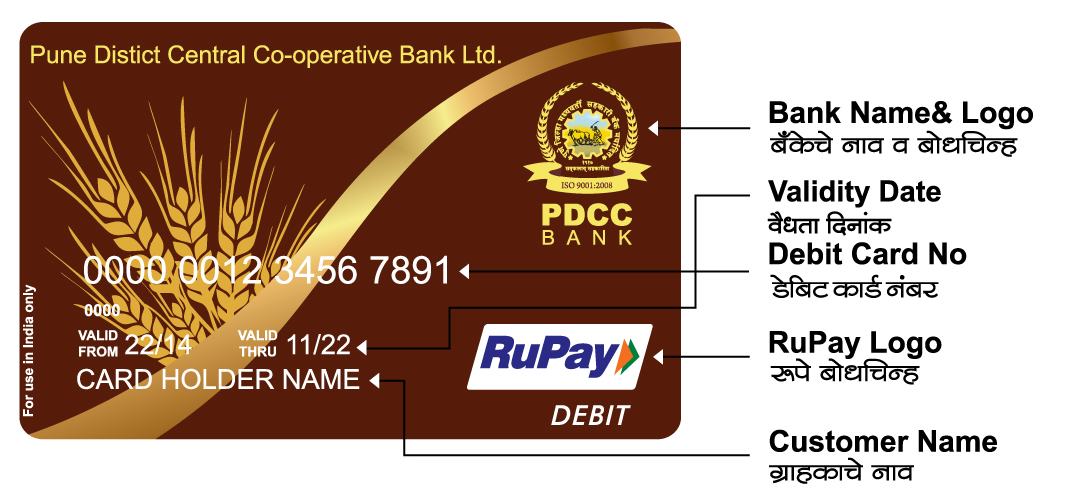 Pune Distict Central Co-operative Bank Ltd.
ISO 9001:2008
PDCC
BANK
0000 0012 3456 7891
0000
VALID FROM 22/14 VALID THRU 11/22
CARD HOLDER NAME
For use in India only
RuPay
DEBIT
Bank Name& Logo
बँकेचे नाव व बोधचिन्ह
Validity Date
वैधता दिनांक
Debit Card No
डेबिट कार्ड नंबर
RuPay Logo
रूपे बोधचिन्ह
Customer Name
ग्राहकाचे नाव